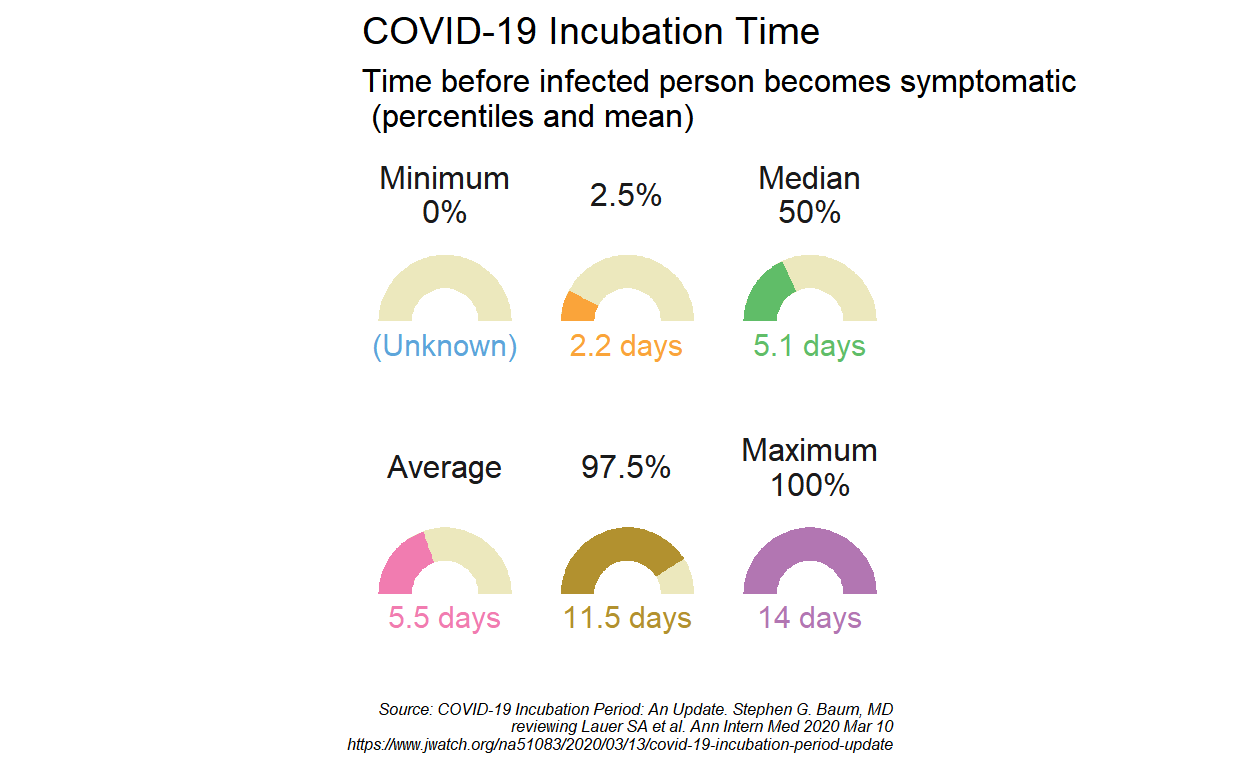 COVID-19 Incubation Time
Time before infected person becomes symptomatic
(percentiles and mean)
Minimum
0%
2.5%
Median
50%
(Unknown)
2.2 days
5.1 days
Average
97.5%
Maximum
100%
5.5 days
11.5 days
14 days
Source: COVID-19 Incubation Period: An Update. Stephen G. Baum, MD
reviewing Lauer SA et al. Ann Intern Med 2020 Mar 10
https://www.jwatch.org/na51083/2020/03/13/covid-19-incubation-period-update